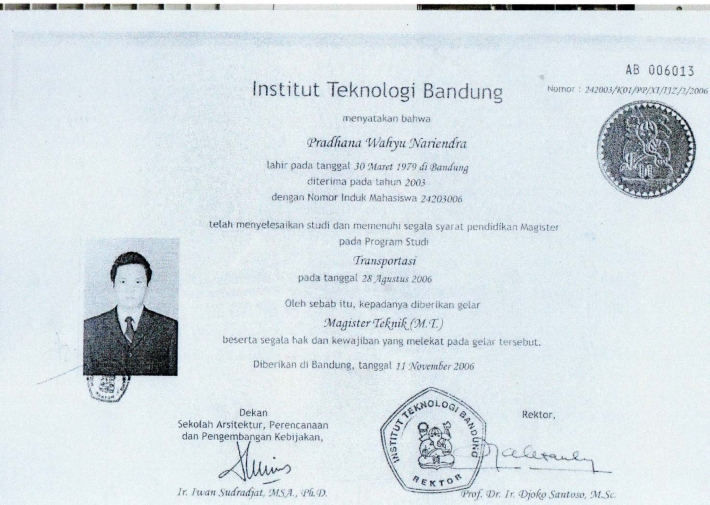 AB 006013
Institut Teknologi Bandung
Nomor : 242003/K01/PP/XI/TJZ/2/2006
menyatakan bahwa
Pradhana Wahyu Nariendra
lahir pada tanggal 30 Maret 1979 di Bandung
diterima pada tahun 2003
dengan Nomor Induk Mahasiswa 24203006
telah menyelesaikan studi dan memenuhi segala syarat pendidikan Magister
pada Program Studi
Transportasi
pada tanggal 28 Agustus 2006
Oleh sebab itu, kepadanya diberikan gelar
Magister Teknik (M.T.)
beserta segala hak dan kewajiban yang melekat pada gelar tersebut.
Diberikan di Bandung, tanggal 11 November 2006
Dekan
Sekolah Arsitektur, Perencanaan
dan Pengembangan Kebijakan,
Ir. Iwan Sudradjat, MSA., Ph.D.
INSTITUT TEKNOLOGI BANDUNG
REKTOR
Rektor,
Prof. Dr. Ir. Djoko Santoso, M.Sc.